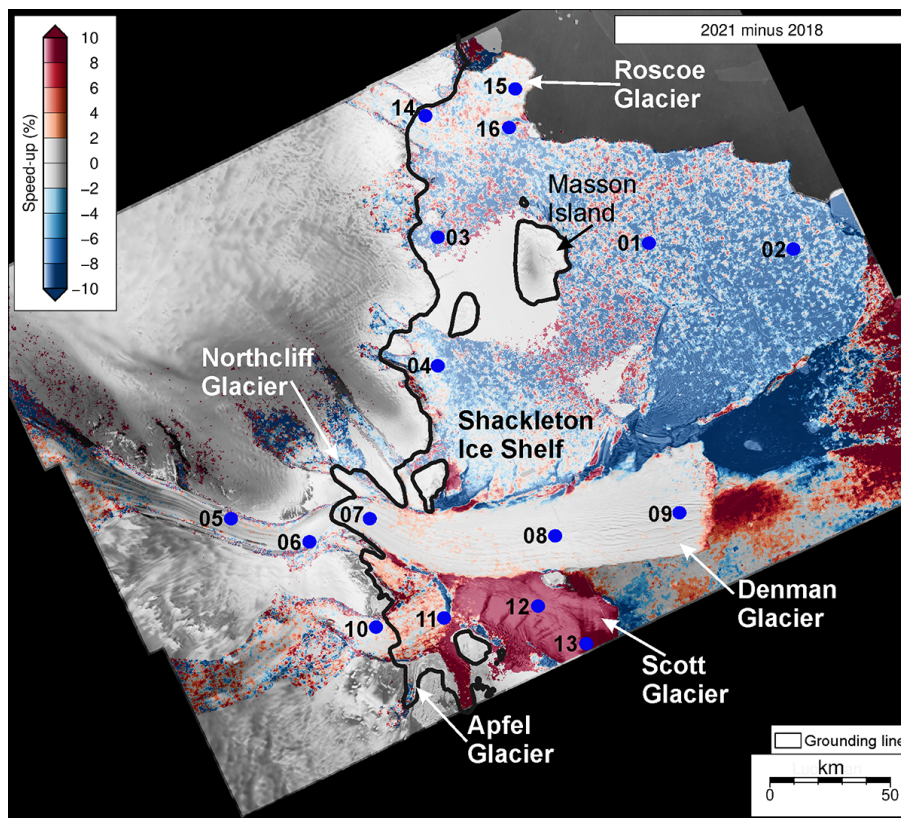 2021 minus 2018
10
8
6
4
2
0
−2
−4
−6
−8
−10
Speed-up (%)
Roscoe
Glacier
15
14
16
Masson
Island
03
01
02
Northcliff
Glacier
04
Shackleton
Ice Shelf
05
06
07
08
09
Denman
Glacier
10
11
12
13
Scott
Glacier
Apfel
Glacier
Grounding line
km
0
50